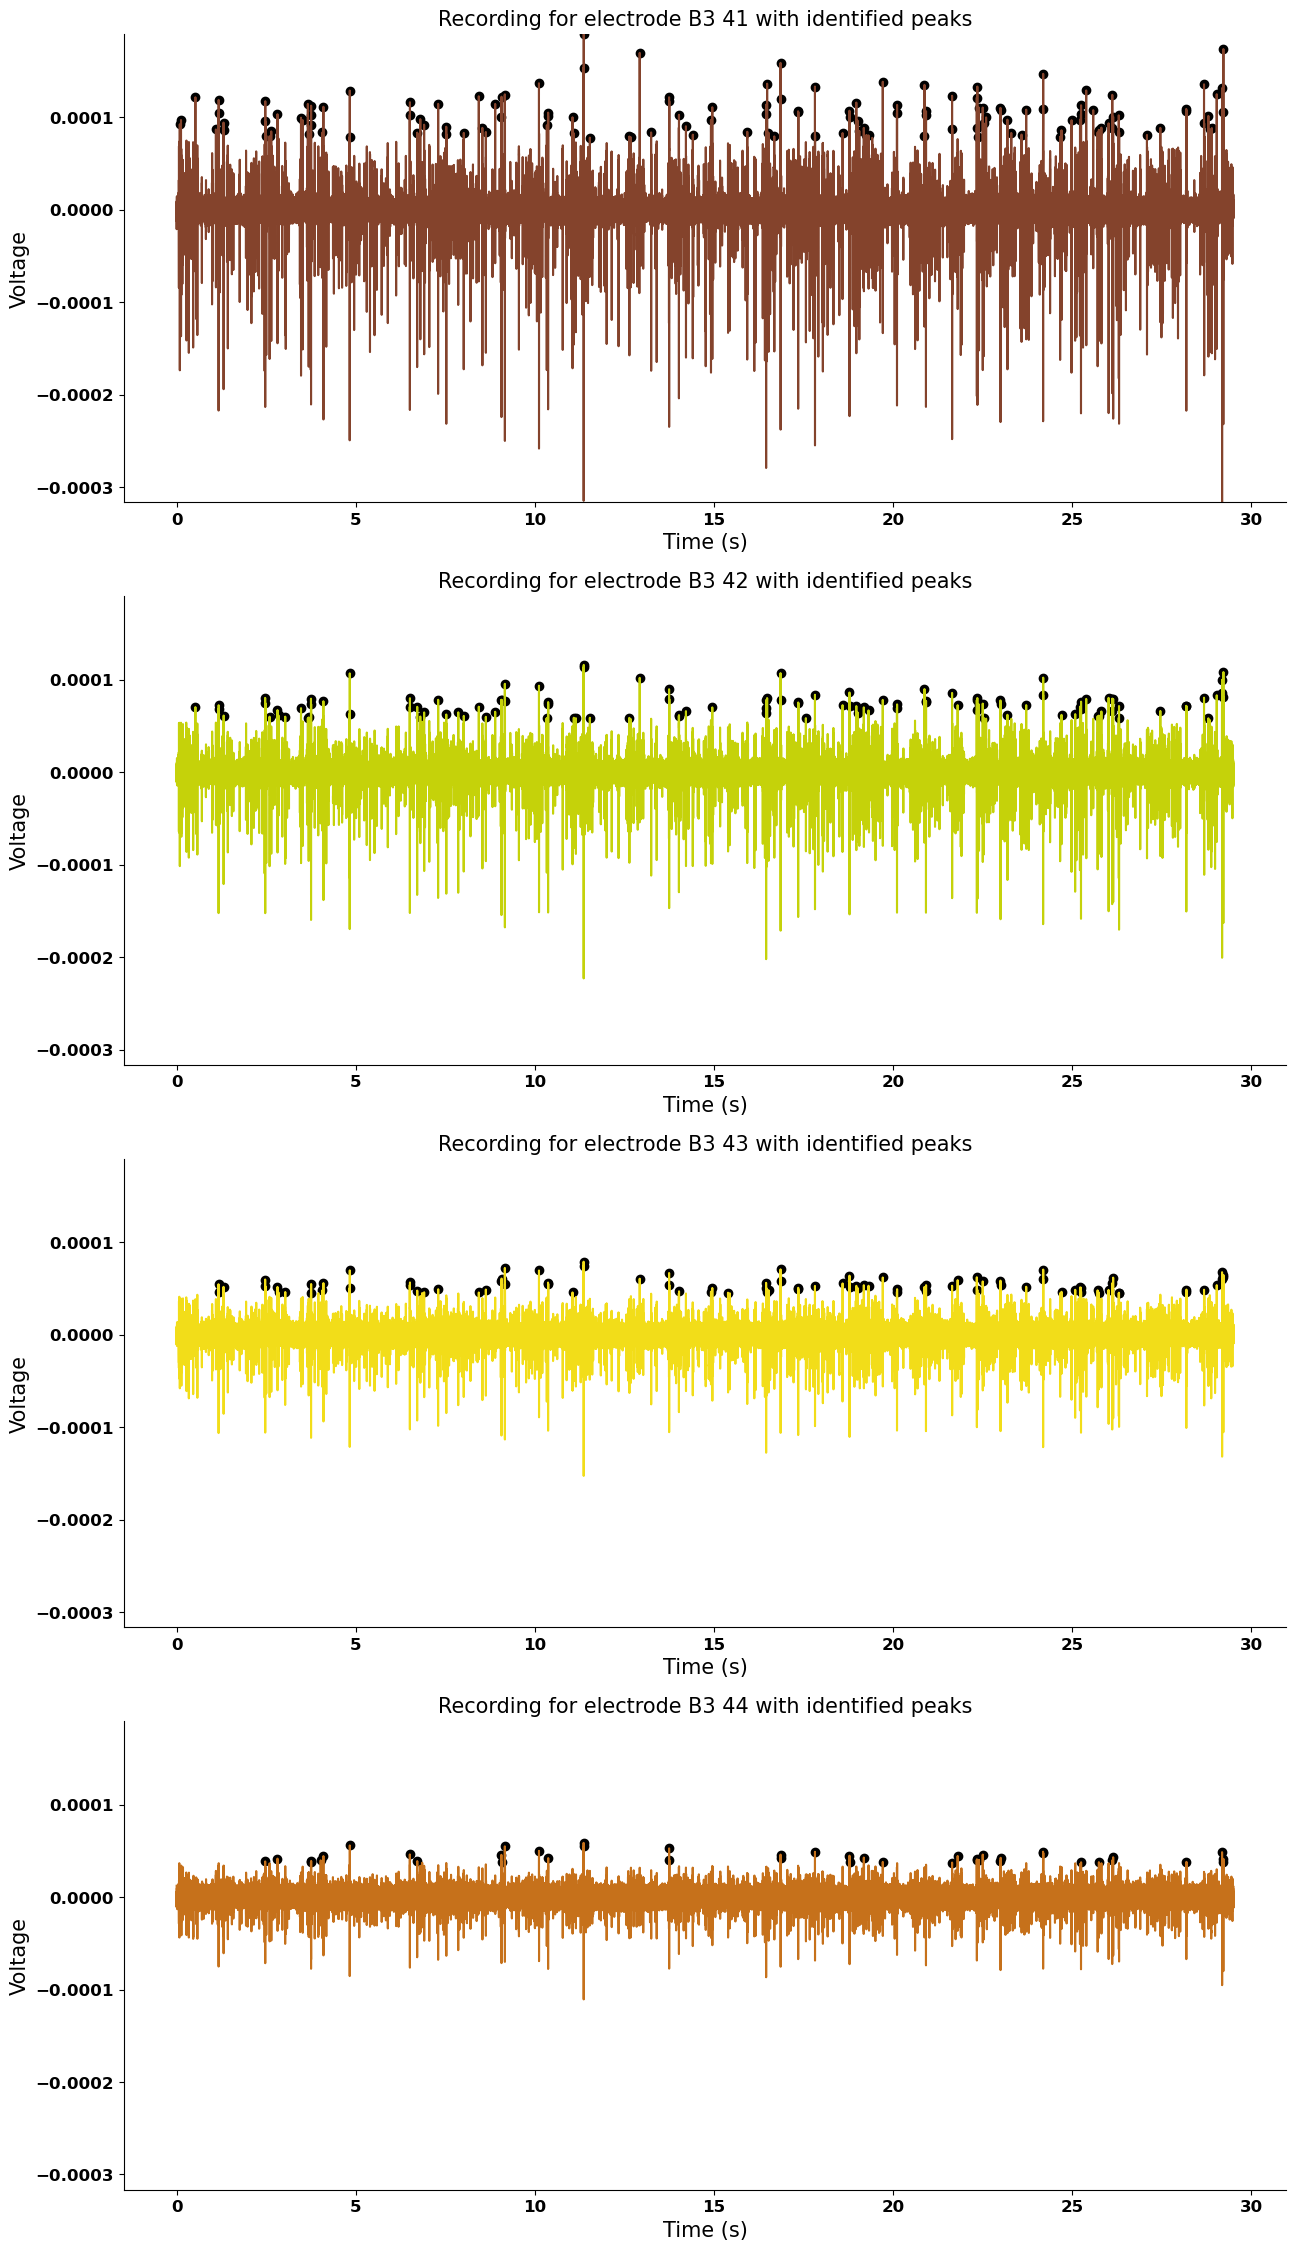 Recording for electrode B3 41 with identified peaks
0.0001
0.0000
−0.0001
−0.0002
−0.0003
Voltage
0 5 10 15 20 25 30
Time (s)
Recording for electrode B3 42 with identified peaks
0.0001
0.0000
−0.0001
−0.0002
−0.0003
Voltage
0 5 10 15 20 25 30
Time (s)
Recording for electrode B3 43 with identified peaks
0.0001
0.0000
−0.0001
−0.0002
−0.0003
Voltage
0 5 10 15 20 25 30
Time (s)
Recording for electrode B3 44 with identified peaks
0.0001
0.0000
−0.0001
−0.0002
−0.0003
Voltage
0 5 10 15 20 25 30
Time (s)